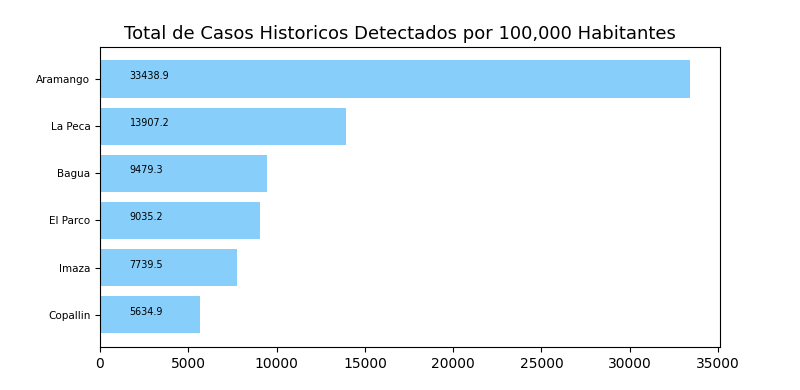 Total de Casos Historicos Detectados por 100,000 Habitantes
Aramango 33438.9
La Peca 13907.2
Bagua 9479.3
El Parco 9035.2
Imaza 7739.5
Copallin 5634.9
0 5000 10000 15000 20000 25000 30000 35000